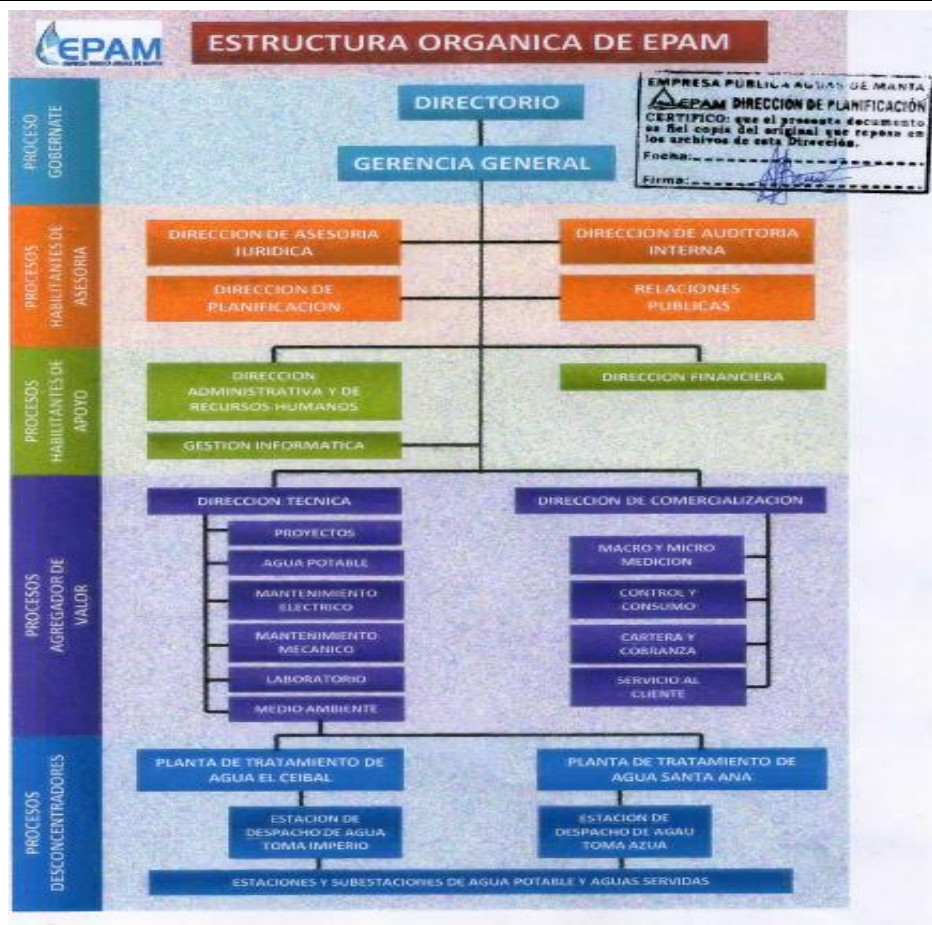 EPAM
ESTRUCTURA ORGANICA DE EPAM
EMPRESA PUBLICA AGUAS DE MANTA
EPAM DIRECCION DE PLANIFICACIÓN
CERTIFICO: que el presente documento
es fiel copia del original que reposa en
los archivos de esta Dirección.
Fecha:
Firma:
PROCESO
GOBERNATE
DIRECTORIO
GERENCIA GENERAL
PROCESOS
HABILITANTES DE
ASESORIA
DIRECCION DE ASESORIA
JURIDICA
DIRECCION DE AUDITORIA
INTERNA
DIRECCION DE
PLANIFICACION
RELACIONES
PUBLICAS
PROCESOS
HABILITANTES DE
APOYO
DIRECCION
ADMINISTRATIVA Y DE
RECURSOS HUMANOS
DIRECCION FINANCIERA
GESTION INFORMATICA
PROCESOS
AGREGADOR DE
VALOR
DIRECCION TECNICA
PROYECTOS
AGUA POTABLE
MANTENIMIENTO
ELECTRICO
MANTENIMIENTO
MECANICO
LABORATORIO
MEDIO AMBIENTE
DIRECCION DE COMERCIALIZACION
MACRO Y MICRO
MEDICION
CONTROL Y
CONSUMO
CARTERA Y
COBRANZA
SERVICIO AL
CLIENTE
PROCESOS
DESCONCENTRADORES
PLANTA DE TRATAMIENTO DE
AGUA EL CEIBAL
PLANTA DE TRATAMIENTO DE
AGUA SANTA ANA
ESTACION DE
DESPACHO DE AGUA
TOMA IMPERIO
ESTACION DE
DESPACHO DE AGAU
TOMA AZUA
ESTACIONES Y SUBESTACIONES DE AGUA POTABLE Y AGUAS SERVIDAS